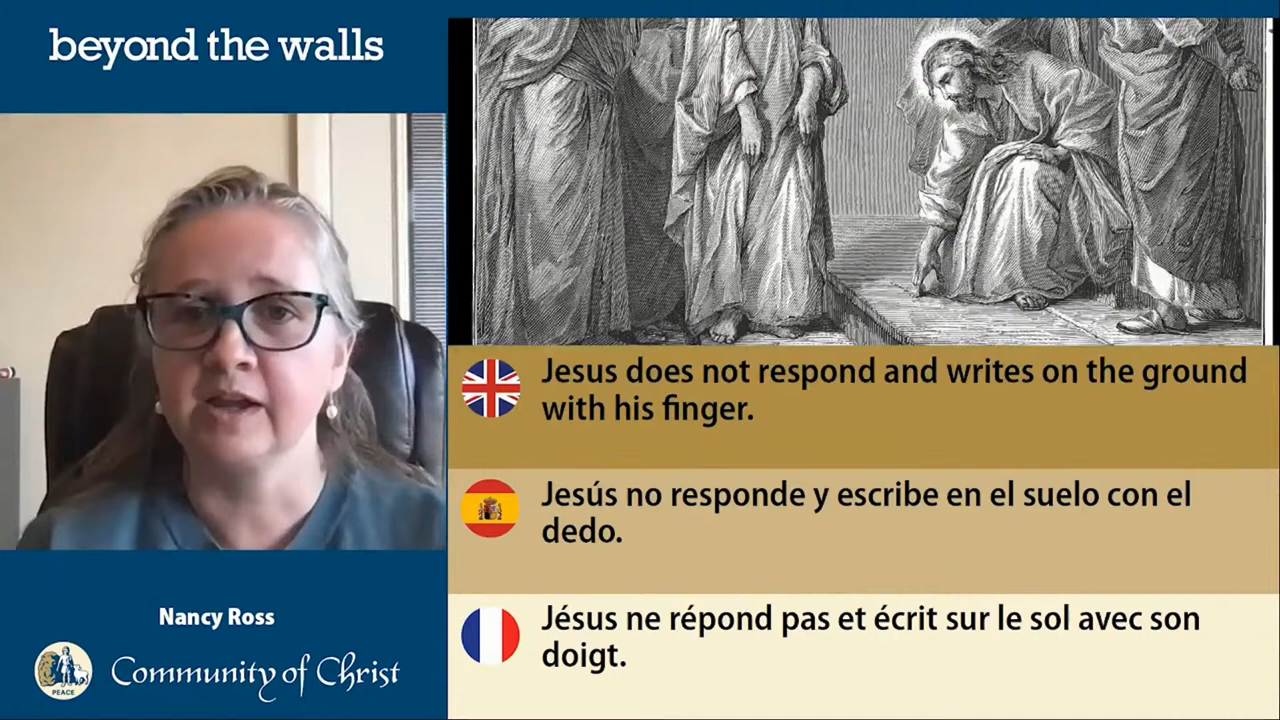 beyond the walls
Jesus does not respond and writes on the ground
with his finger.
Jesús no responde y escribe en el suelo con el
dedo.
Jésus ne répond pas et écrit sur le sol avec son
doigt.
Nancy Ross
PEACE
Community of Christ